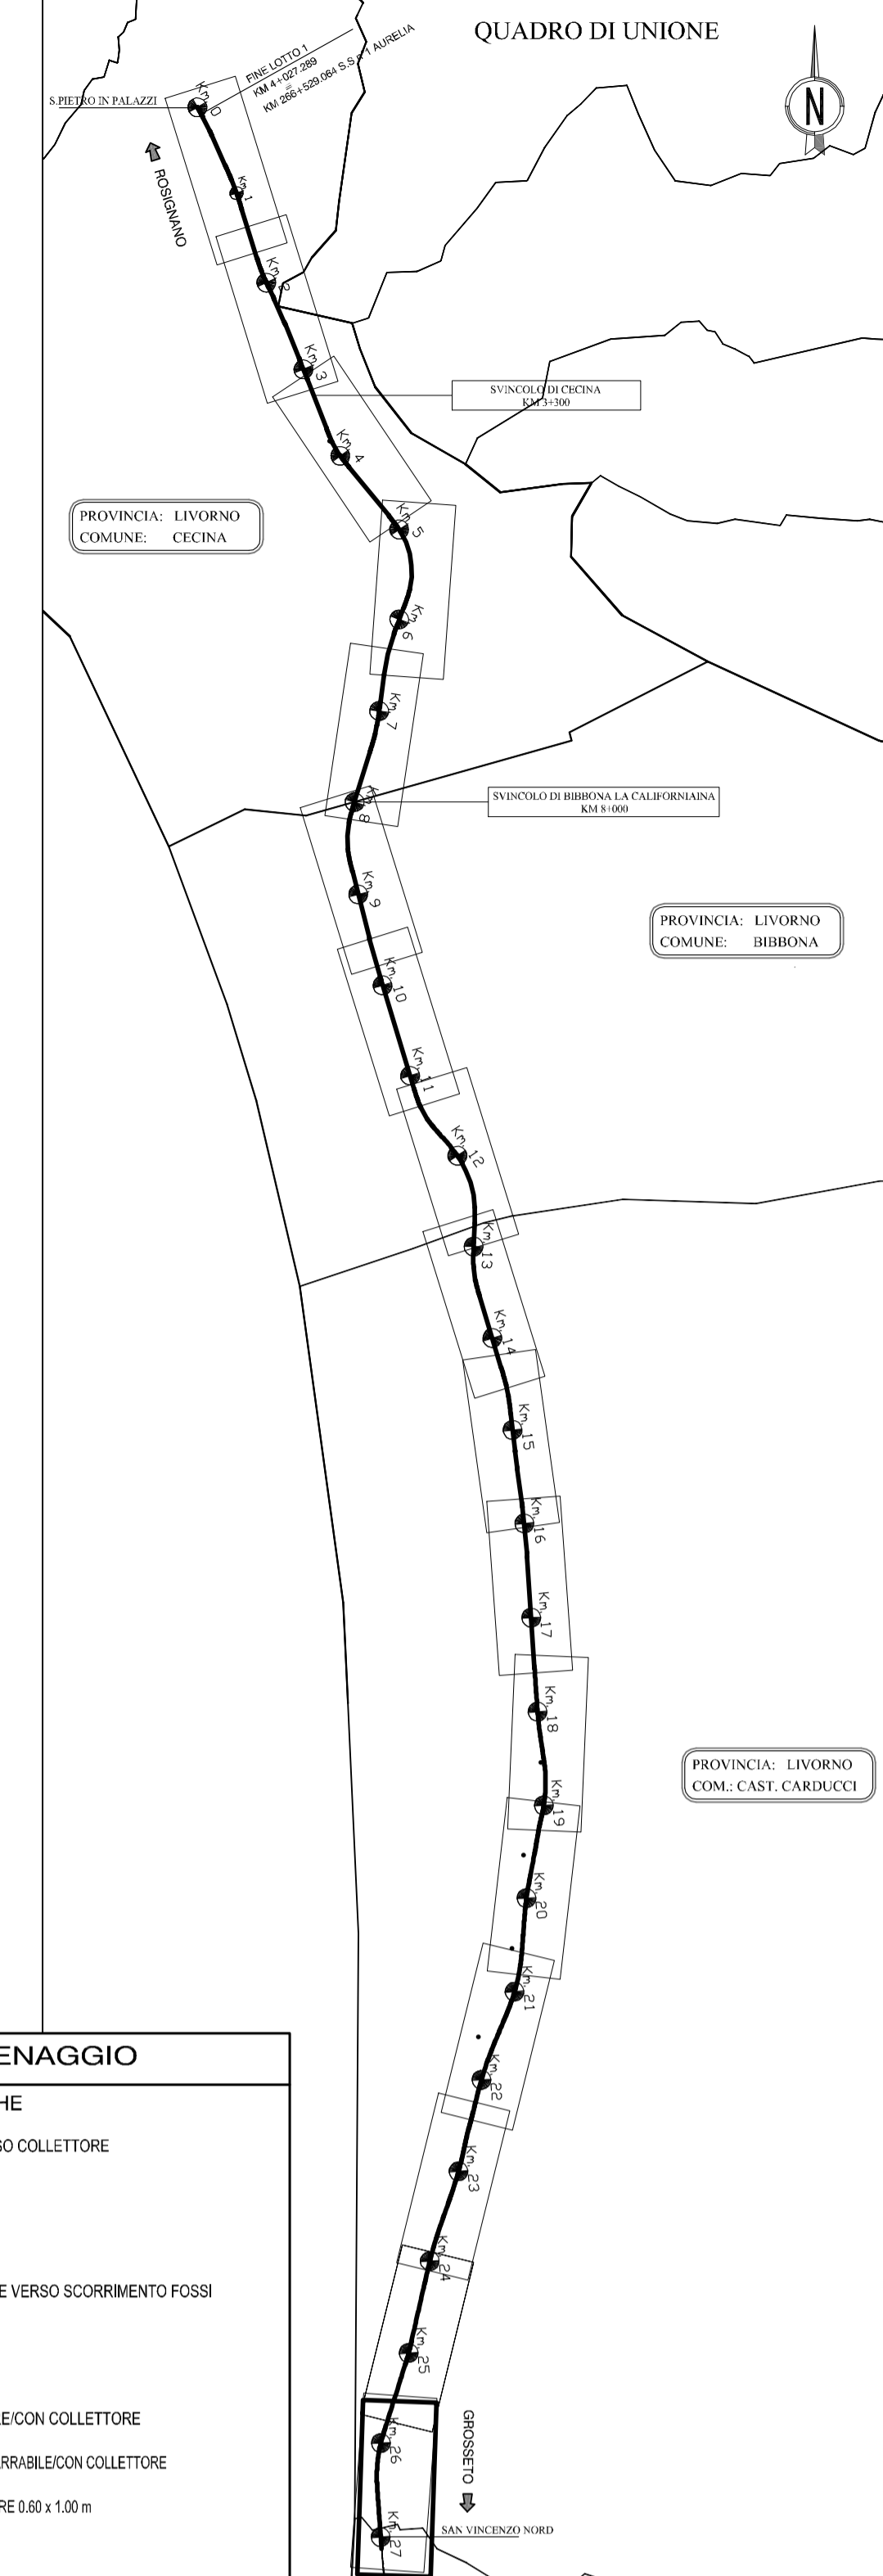 QUADRO DI UNIONE
N
FINE LOTTO 1
KM 4+027.289
=
KM 266+529.064 S.S. n°1 AURELIA
S.PIETRO IN PALAZZI
Km. 0
ROSIGNANO
Km. 1
Km. 2
Km. 3
SVINCOLO DI CECINA
KM 3+300
Km. 4
PROVINCIA: LIVORNO
COMUNE: CECINA
Km. 5
Km. 6
Km. 7
SVINCOLO DI BIBBONA LA CALIFORNIAINA
KM 8+000
Km. 8
Km. 9
PROVINCIA: LIVORNO
COMUNE: BIBBONA
Km. 10
Km. 11
Km. 12
Km. 13
Km. 14
Km. 15
Km. 16
Km. 17
Km. 18
PROVINCIA: LIVORNO
COM.: CAST. CARDUCCI
Km. 19
Km. 20
Km. 21
Km. 22
Km. 23
Km. 24
Km. 25
Km. 26
GROSSETO
Km. 27
SAN VINCENZO NORD
ENAGGIO
HE
SO COLLETTORE
E VERSO SCORRIMENTO FOSSI
LE/CON COLLETTORE
ARRABILE/CON COLLETTORE
RE 0.60 x 1.00 m